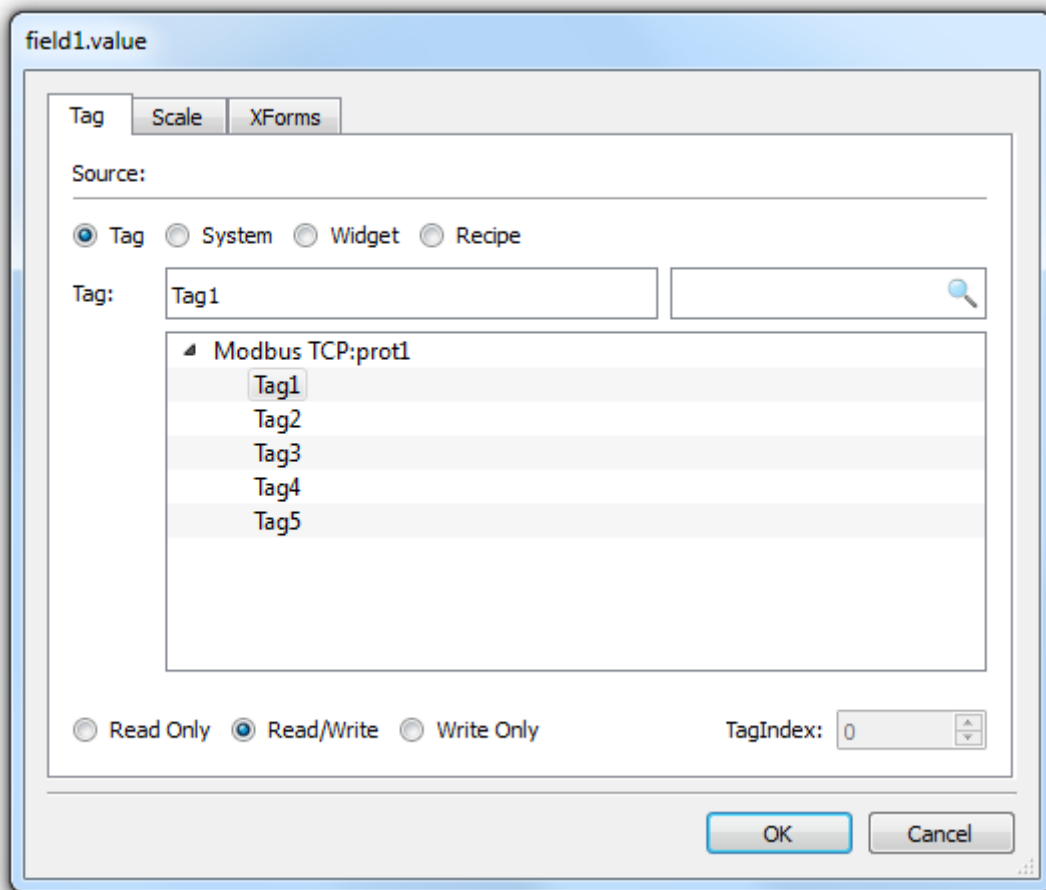 field1.value
Tag Scale XForms
Source:
Tag System Widget Recipe
Tag: Tag1
Modbus TCP:prot1
Tag1
Tag2
Tag3
Tag4
Tag5
Read Only Read/Write Write Only TagIndex: 0
OK Cancel